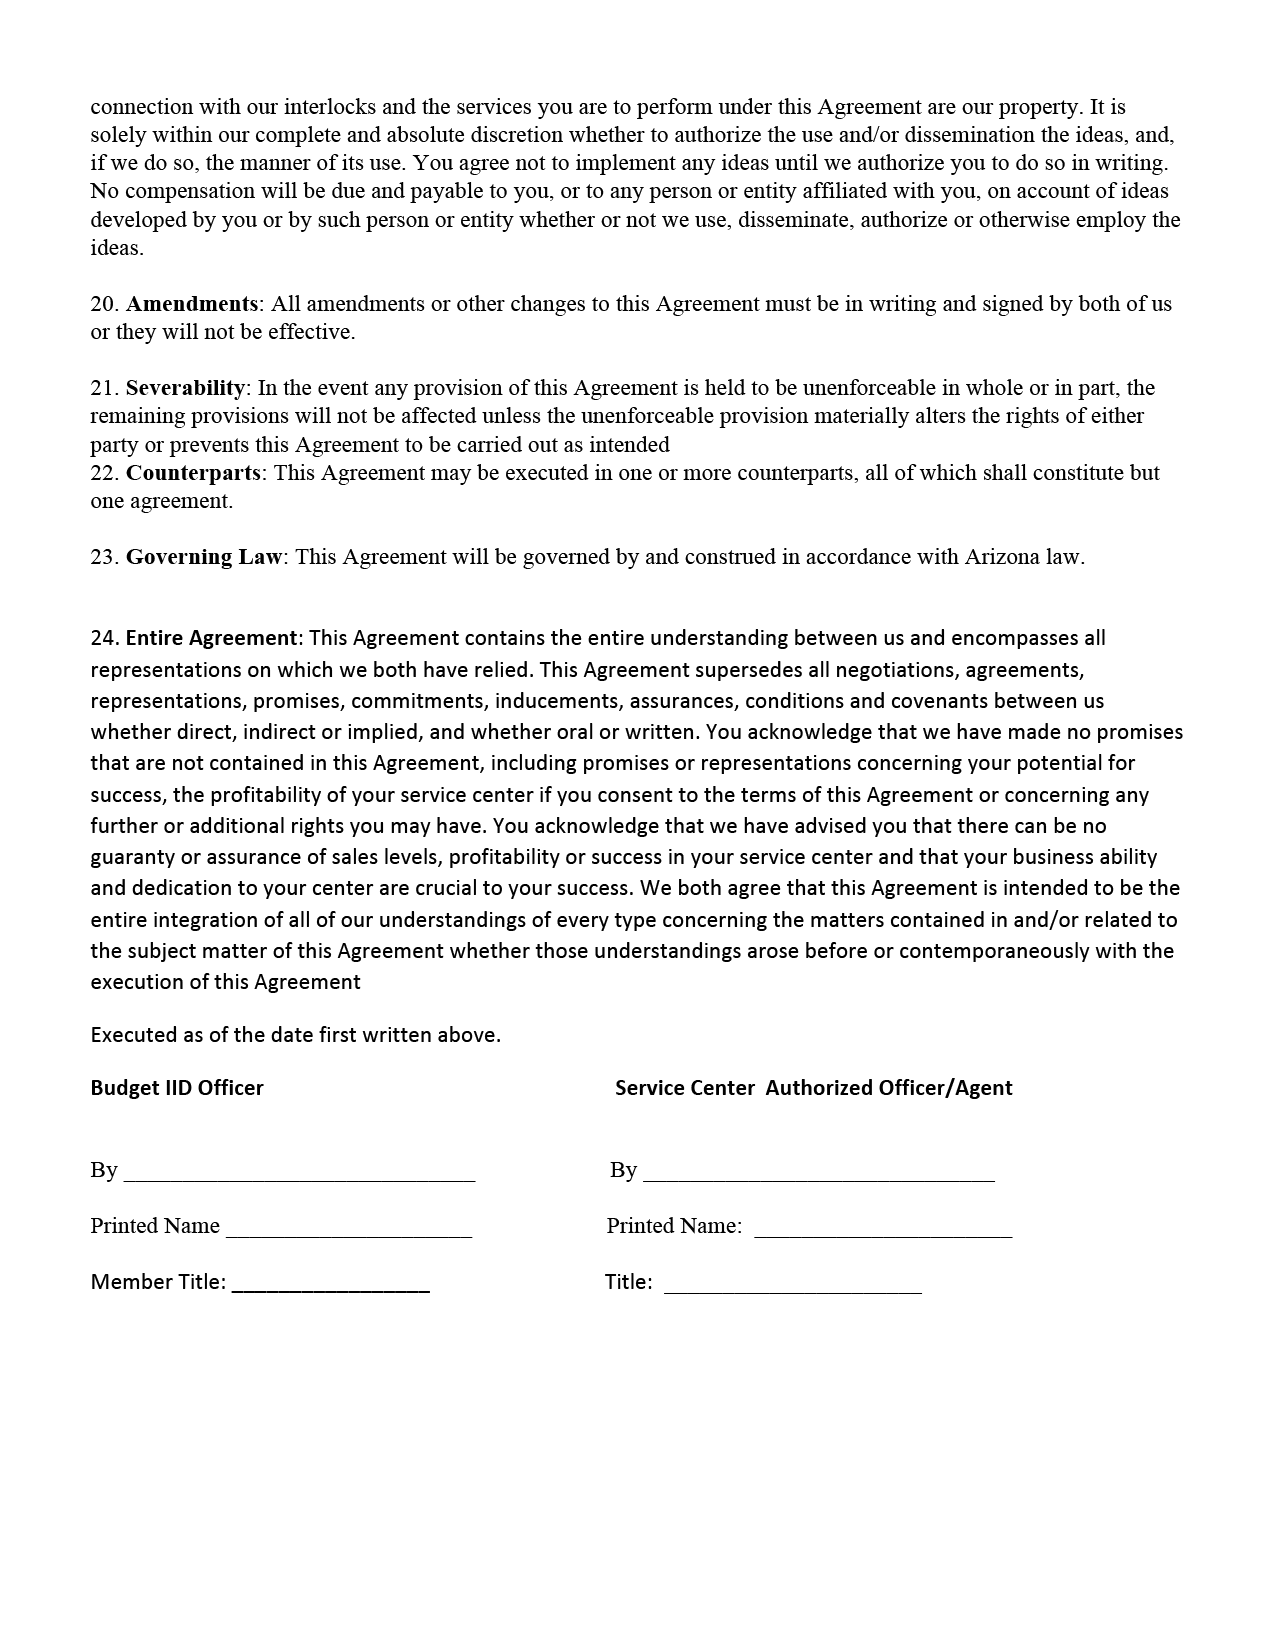 connection with our interlocks and the services you are to perform under this Agreement are our property. It is
solely within our complete and absolute discretion whether to authorize the use and/or dissemination the ideas, and,
if we do so, the manner of its use. You agree not to implement any ideas until we authorize you to do so in writing.
No compensation will be due and payable to you, or to any person or entity affiliated with you, on account of ideas
developed by you or by such person or entity whether or not we use, disseminate, authorize or otherwise employ the
ideas.
20. Amendments: All amendments or other changes to this Agreement must be in writing and signed by both of us
or they will not be effective.
21. Severability: In the event any provision of this Agreement is held to be unenforceable in whole or in part, the
remaining provisions will not be affected unless the unenforceable provision materially alters the rights of either
party or prevents this Agreement to be carried out as intended
22. Counterparts: This Agreement may be executed in one or more counterparts, all of which shall constitute but
one agreement.
23. Governing Law: This Agreement will be governed by and construed in accordance with Arizona law.
24. Entire Agreement: This Agreement contains the entire understanding between us and encompasses all
representations on which we both have relied. This Agreement supersedes all negotiations, agreements,
representations, promises, commitments, inducements, assurances, conditions and covenants between us
whether direct, indirect or implied, and whether oral or written. You acknowledge that we have made no promises
that are not contained in this Agreement, including promises or representations concerning your potential for
success, the profitability of your service center if you consent to the terms of this Agreement or concerning any
further or additional rights you may have. You acknowledge that we have advised you that there can be no
guaranty or assurance of sales levels, profitability or success in your service center and that your business ability
and dedication to your center are crucial to your success. We both agree that this Agreement is intended to be the
entire integration of all of our understandings of every type concerning the matters contained in and/or related to
the subject matter of this Agreement whether those understandings arose before or contemporaneously with the
execution of this Agreement
Executed as of the date first written above.
Budget IID Officer Service Center Authorized Officer/Agent
By ______________________________ By ______________________________
Printed Name _____________________ Printed Name: ______________________
Member Title: _________________ Title: ______________________